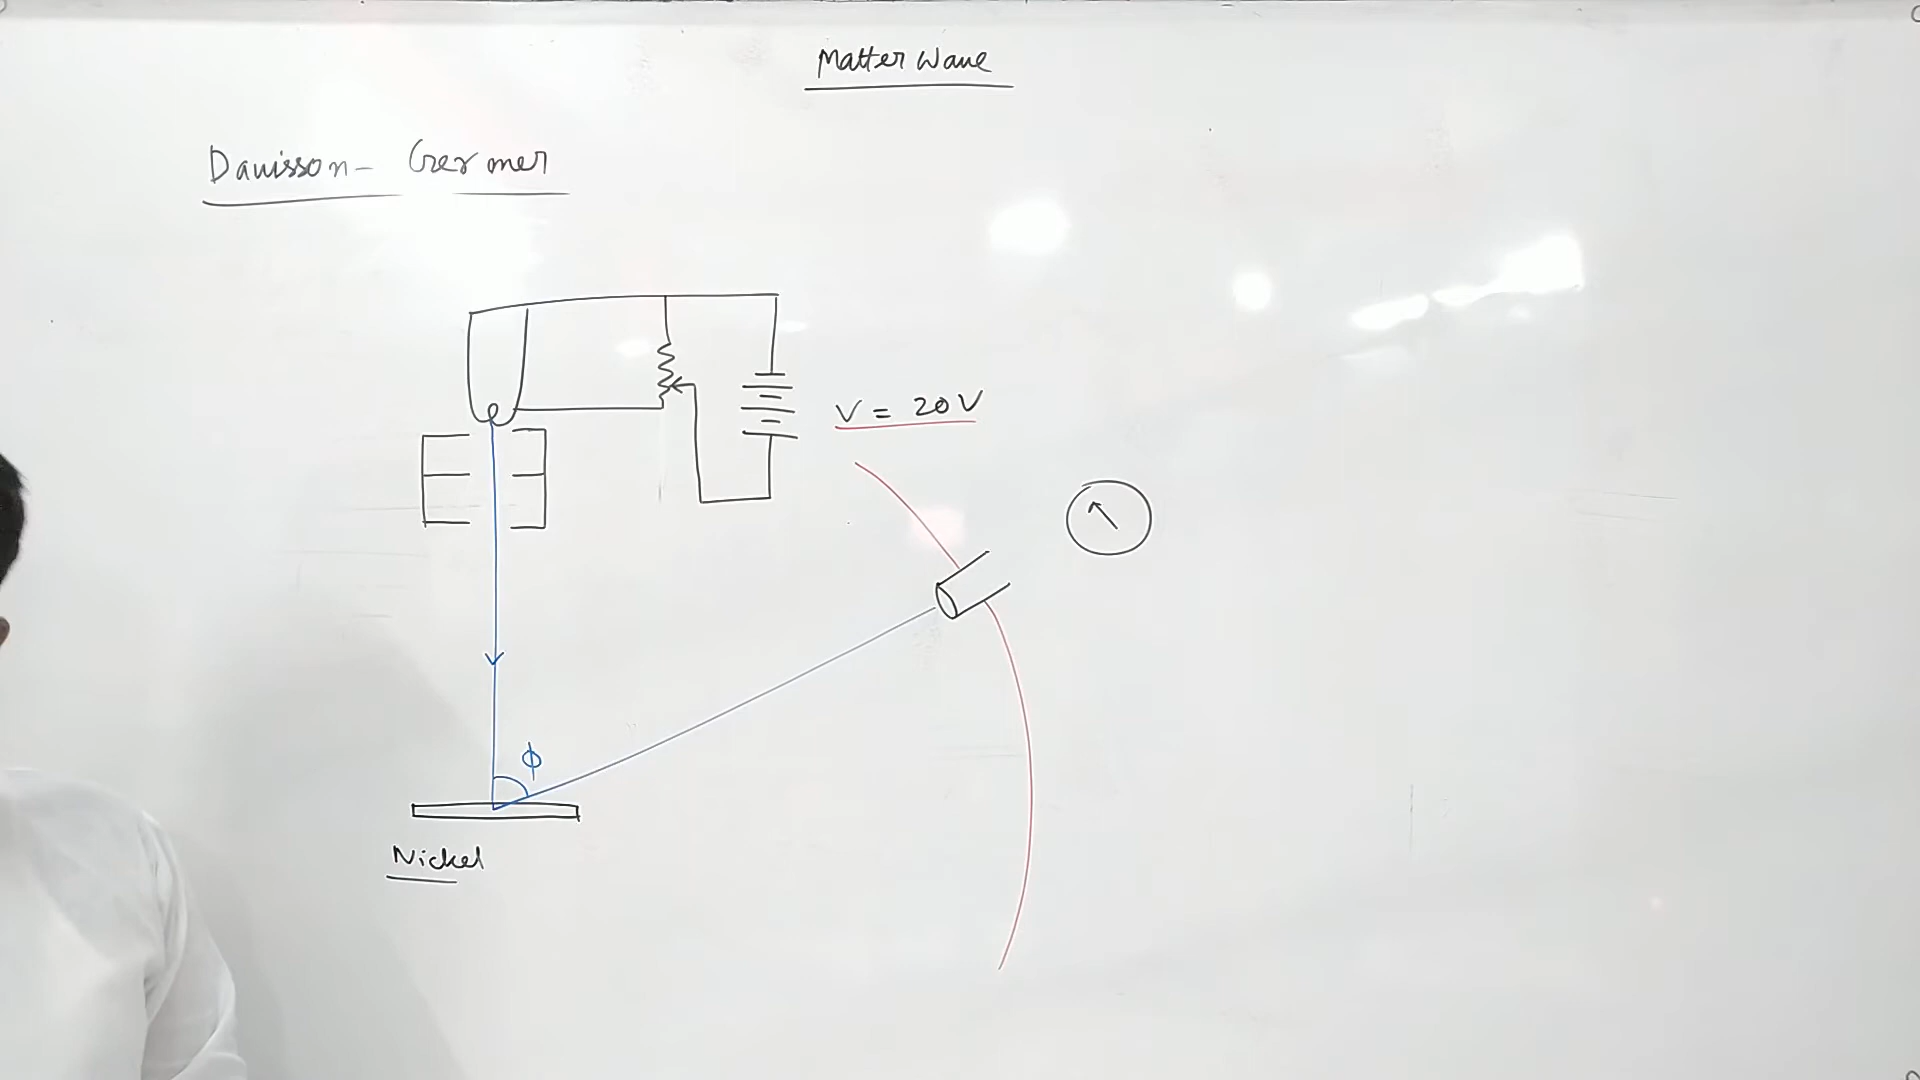 Matter Wave
Davisson- Germer
V = 20V
ϕ
Nickel